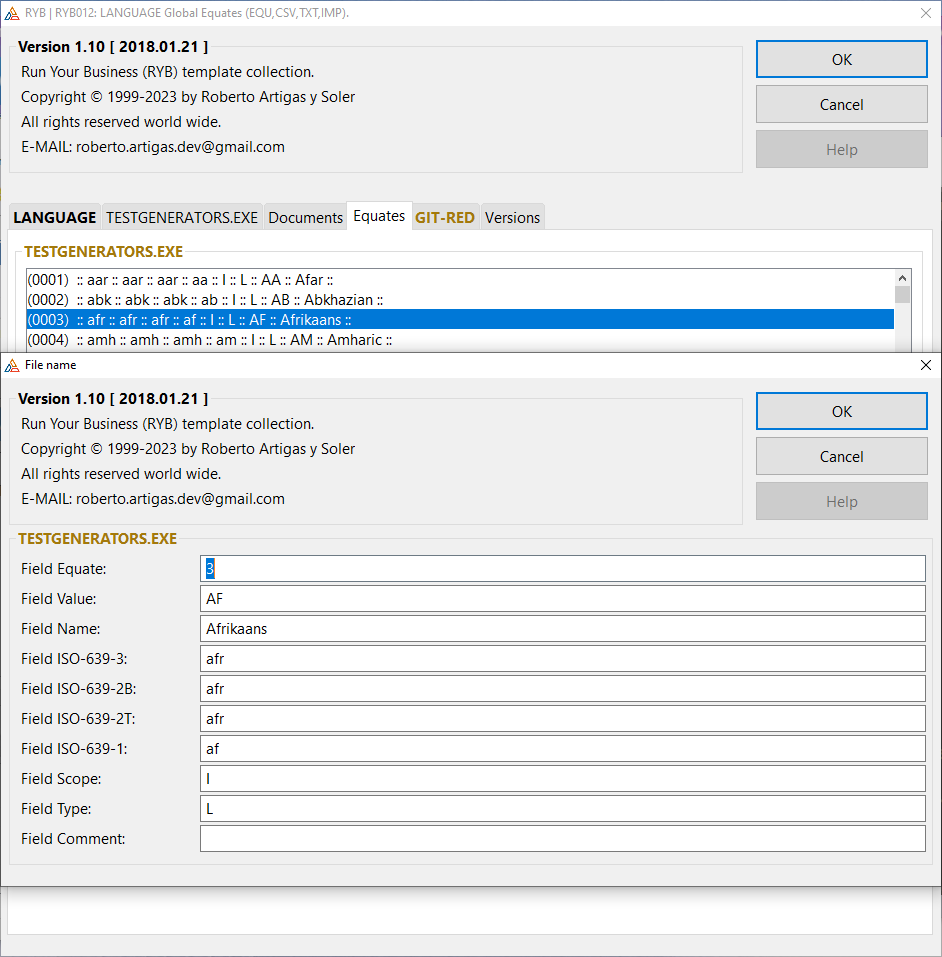 RYB | RYB012: LANGUAGE Global Equates (EQU,CSV,TXT,IMP).
Version 1.10 [ 2018.01.21 ]
Run Your Business (RYB) template collection.
Copyright © 1999-2023 by Roberto Artigas y Soler
All rights reserved world wide.
E-MAIL: roberto.artigas.dev@gmail.com
OK
Cancel
Help
LANGUAGE TESTGENERATORS.EXE Documents Equates GIT-RED Versions
TESTGENERATORS.EXE
(0001) :: aar :: aar :: aar :: aa :: I :: L :: AA :: Afar ::
(0002) :: abk :: abk :: abk :: ab :: I :: L :: AB :: Abkhazian ::
(0003) :: afr :: afr :: afr :: af :: I :: L :: AF :: Afrikaans ::
(0004) :: amh :: amh :: amh :: am :: I :: L :: AM :: Amharic ::
File name
Version 1.10 [ 2018.01.21 ]
Run Your Business (RYB) template collection.
Copyright © 1999-2023 by Roberto Artigas y Soler
All rights reserved world wide.
E-MAIL: roberto.artigas.dev@gmail.com
OK
Cancel
Help
TESTGENERATORS.EXE
Field Equate: 3
Field Value: AF
Field Name: Afrikaans
Field ISO-639-3: afr
Field ISO-639-2B: afr
Field ISO-639-2T: afr
Field ISO-639-1: af
Field Scope: I
Field Type: L
Field Comment: